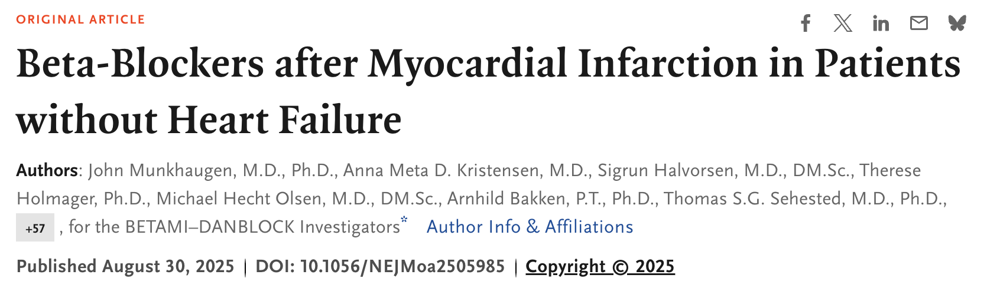 ORIGINAL ARTICLE
Beta-Blockers after Myocardial Infarction in Patients
without Heart Failure
Authors: John Munkhaugen, M.D., Ph.D., Anna Meta D. Kristensen, M.D., Sigrun Halvorsen, M.D., DM.Sc., Therese
Holmager, Ph.D., Michael Hecht Olsen, M.D., DM.Sc., Arnhild Bakken, P.T., Ph.D., Thomas S.G. Sehested, M.D., Ph.D.,
+57 , for the BETAMI–DANBLOCK Investigators* Author Info & Affiliations
Published August 30, 2025 | DOI: 10.1056/NEJMoa2505985 | Copyright © 2025